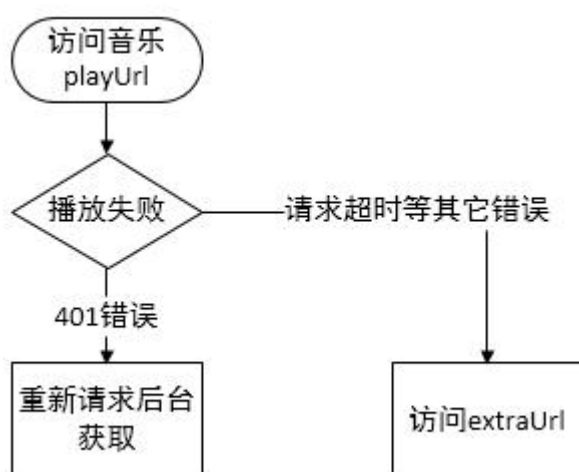 访问音乐
playUrl
播放失败
请求超时等其它错误
401错误
重新请求后台
获取
访问extraUrl